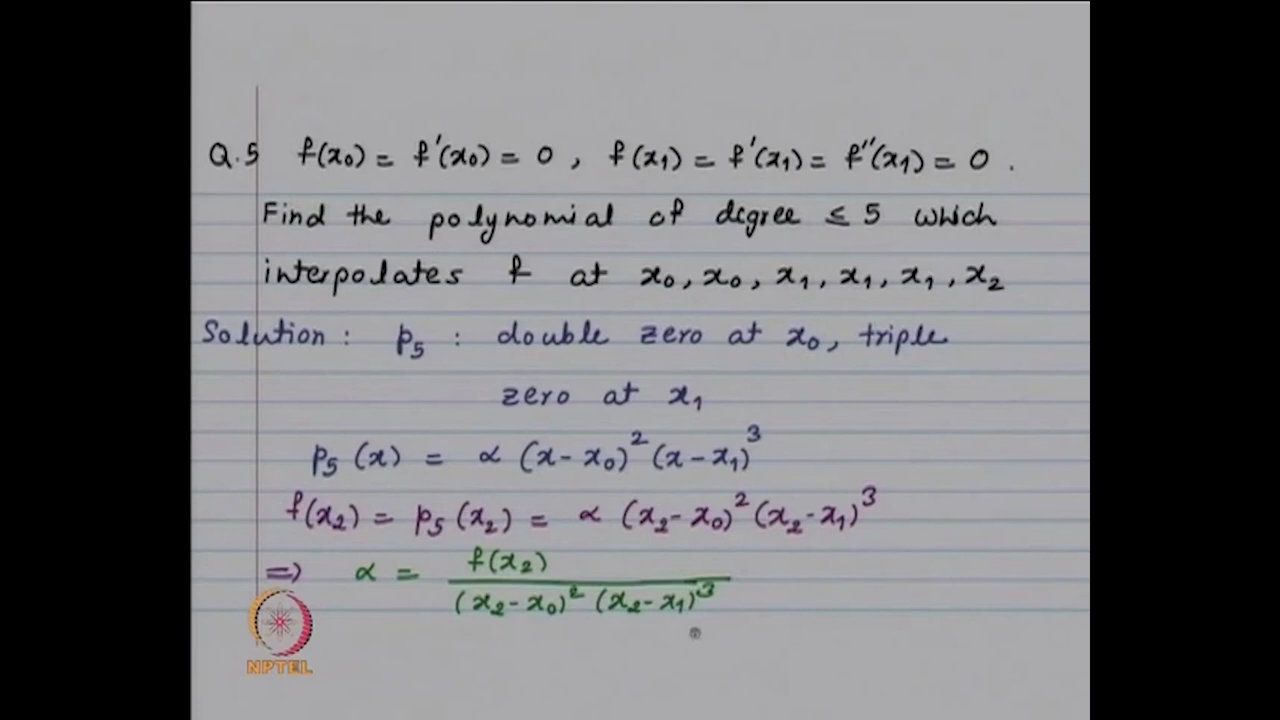 Q.5 f(x₀) = f'(x₀) = 0, f(x₁) = f'(x₁) = f''(x₁) = 0.
Find the polynomial of degree ≤ 5 which
interpolates f at x₀, x₀, x₁, x₁, x₁, x₂
Solution: p₅ : double zero at x₀, triple
zero at x₁
p₅(x) = α (x-x₀)² (x-x₁)³
f(x₂) = p₅(x₂) = α (x₂-x₀)² (x₂-x₁)³
⇒ α = f(x₂)
(x₂-x₀)² (x₂-x₁)³
NPTEL